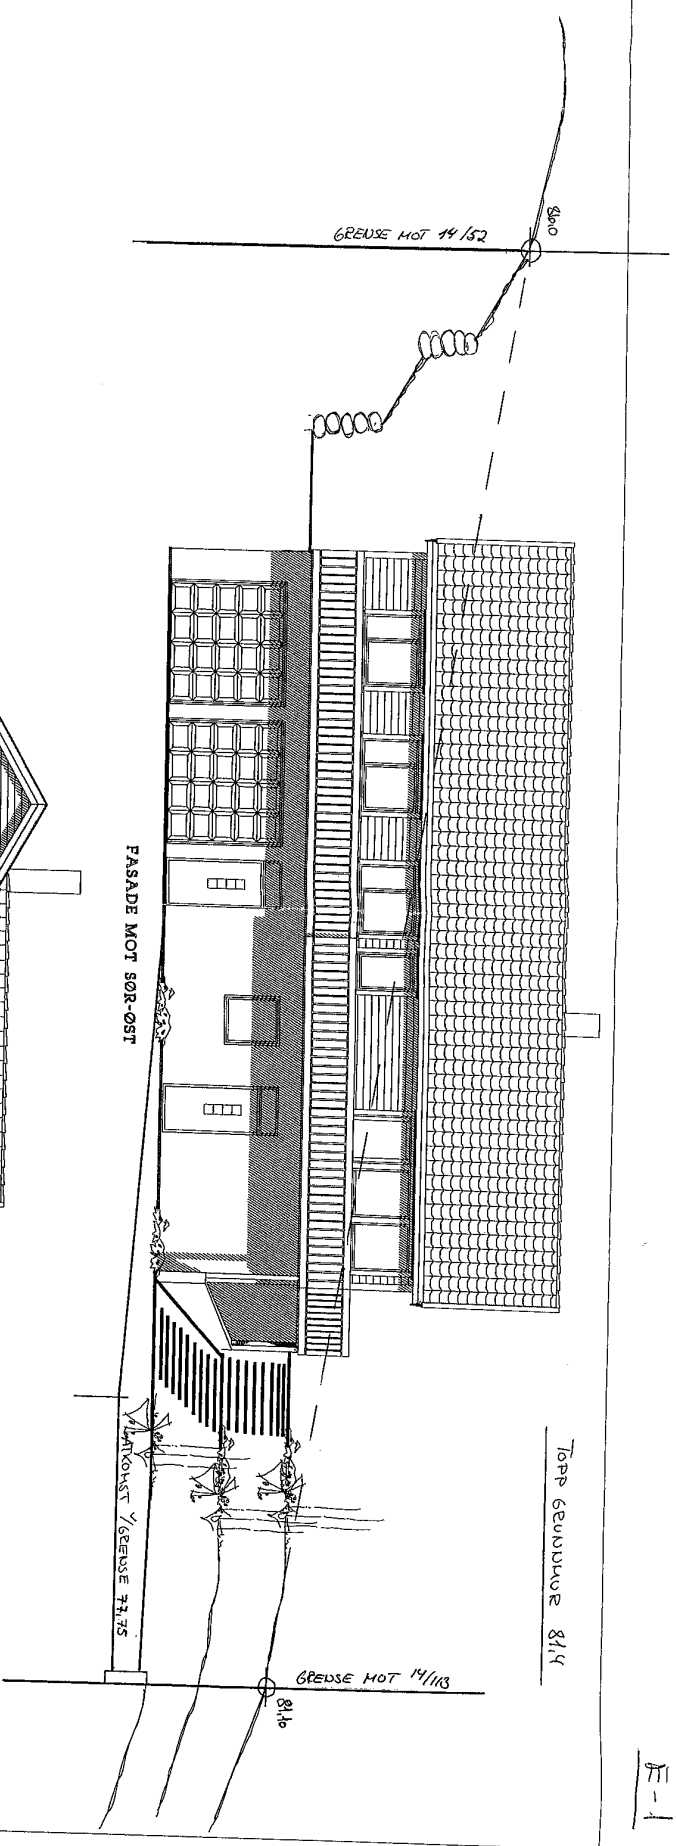 GRENSE MOT 14/52
86,0
FASADE MOT SØR-ØST
TOPP GRUNNMUR 81,4
ATKOMST V/GRENSE 77,75
GRENSE MOT 14/113
81,10
E-1